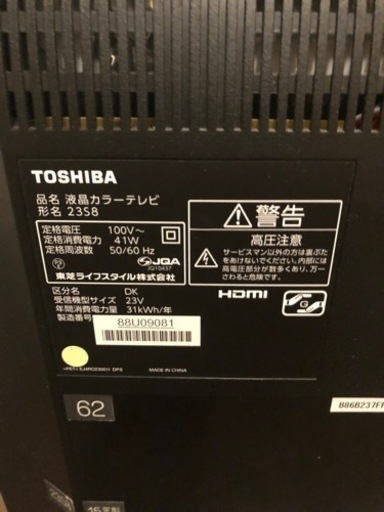 TOSHIBA
品名 液晶カラーテレビ
形名 23S8
定格電圧 100V~
定格消費電力 41W
定格周波数 50/60 Hz
JQA
JQ10437
東芝ライフスタイル株式会社
警告
高圧注意
サービスマン以外の方は裏ぶたをあけないでください。内部には高電圧部分が数多くあり、万一さわると危険です。
区分名 DK
受信機型サイズ 23V
年間消費電力量 31kWh/年
製造番号
88U09081
HDMI
G
MADE IN CHINA
62
B86B237F